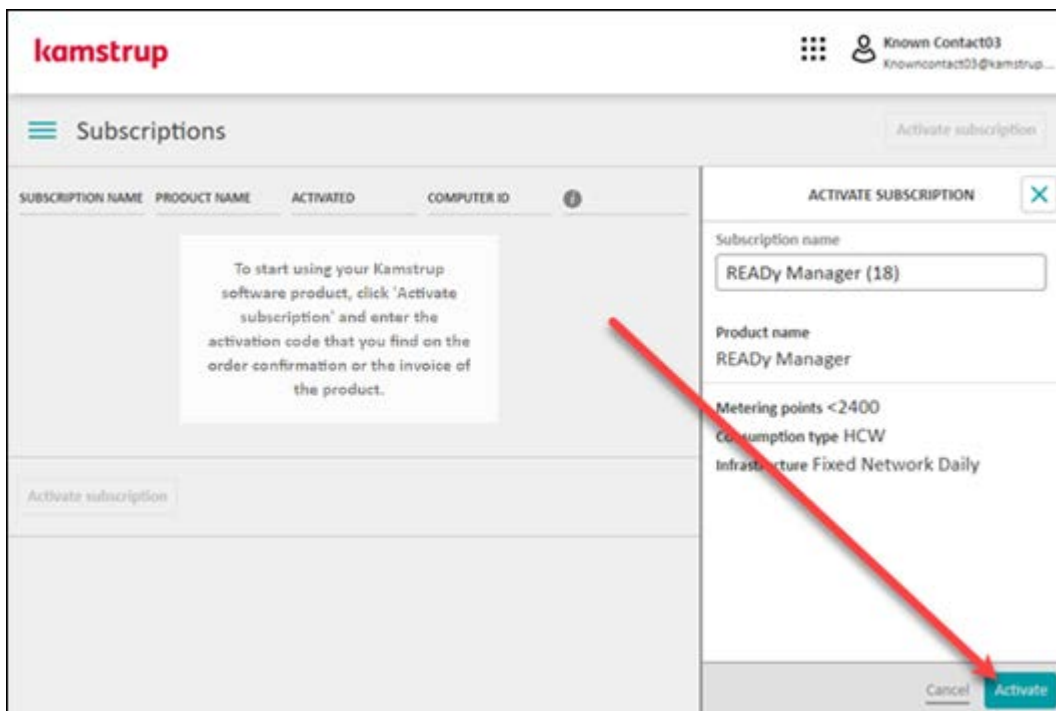 kamstrup
Known Contact03
Knowncontact03@kamstrup...
Subscriptions
Activate subscription
SUBSCRIPTION NAME PRODUCT NAME ACTIVATED COMPUTER ID
To start using your Kamstrup
software product, click 'Activate
subscription' and enter the
activation code that you find on the
order confirmation or the invoice of
the product.
Activate subscription
ACTIVATE SUBSCRIPTION
Subscription name
READy Manager (18)
Product name
READy Manager
Metering points <2400
Consumption type HCW
Infrastructure Fixed Network Daily
Cancel Activate